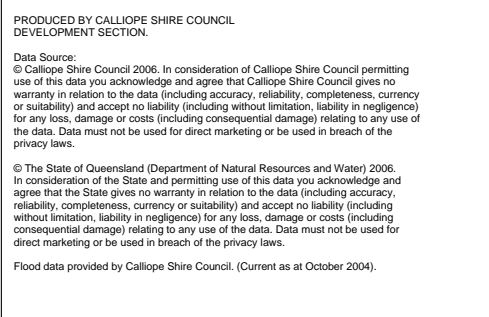 PRODUCED BY CALLIOPE SHIRE COUNCIL
DEVELOPMENT SECTION.
Data Source:
© Calliope Shire Council 2006. In consideration of Calliope Shire Council permitting
use of this data you acknowledge and agree that Calliope Shire Council gives no
warranty in relation to the data (including accuracy, reliability, completeness, currency
or suitability) and accept no liability (including without limitation, liability in negligence)
for any loss, damage or costs (including consequential damage) relating to any use of
the data. Data must not be used for direct marketing or be used in breach of the
privacy laws.
© The State of Queensland (Department of Natural Resources and Water) 2006.
In consideration of the State and permitting use of this data you acknowledge and
agree that the State gives no warranty in relation to the data (including accuracy,
reliability, completeness, currency or suitability) and accept no liability (including
without limitation, liability in negligence) for any loss, damage or costs (including
consequential damage) relating to any use of the data. Data must not be used for
direct marketing or be used in breach of the privacy laws.
Flood data provided by Calliope Shire Council. (Current as at October 2004).